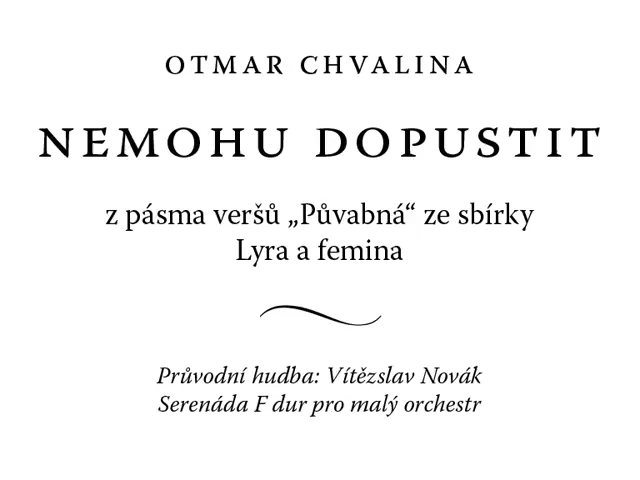 OTMAR CHVALINA
NEMOHU DOPUSTIT
z pásma veršů „Půvabná“ ze sbírky
Lyra a femina
Průvodní hudba: Vítězslav Novák
Serenáda F dur pro malý orchestr